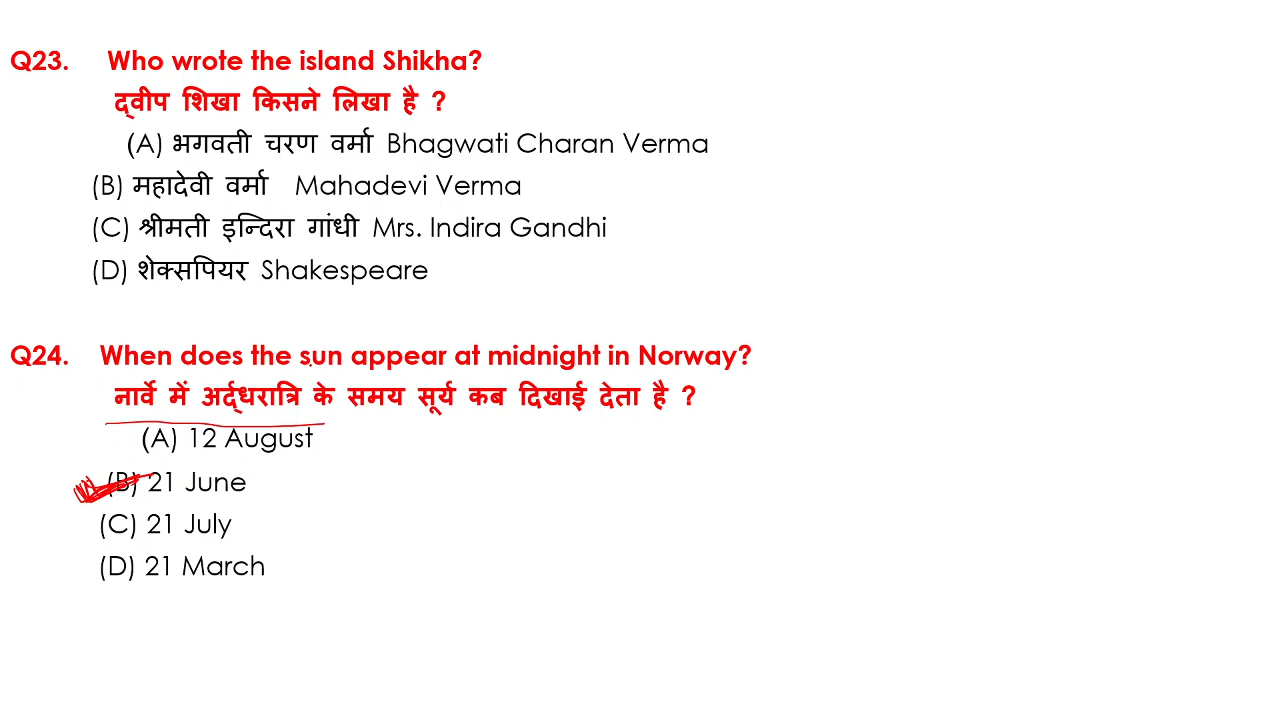 Q23. Who wrote the island Shikha?
द्वीप शिखा किसने लिखा है ?
(A) भगवती चरण वर्मा Bhagwati Charan Verma
(B) महादेवी वर्मा Mahadevi Verma
(C) श्रीमती इन्दिरा गांधी Mrs. Indira Gandhi
(D) शेक्सपियर Shakespeare
Q24. When does the sun appear at midnight in Norway?
नार्वे में अर्द्धरात्रि के समय सूर्य कब दिखाई देता है ?
(A) 12 August
(B) 21 June
(C) 21 July
(D) 21 March